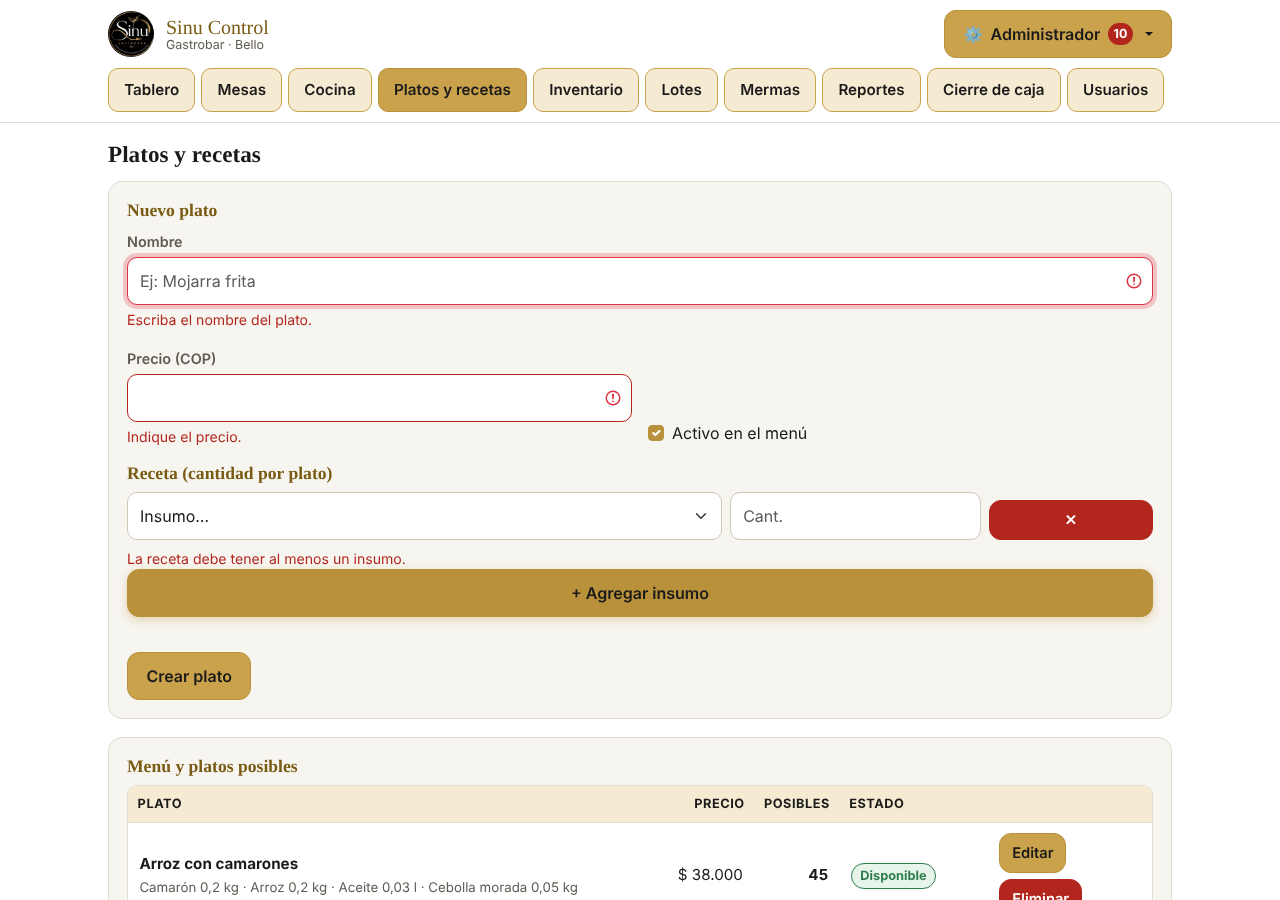 Sinu
Sinu Control
Gastrobar · Bello
Administrador 10
Tablero Mesas Cocina Platos y recetas Inventario Lotes Mermas Reportes Cierre de caja Usuarios
Platos y recetas
Nuevo plato
Nombre
Ej: Mojarra frita
Escriba el nombre del plato.
Precio (COP)
Indique el precio.
Activo en el menú
Receta (cantidad por plato)
Insumo... Cant. ×
La receta debe tener al menos un insumo.
+ Agregar insumo
Crear plato
Menú y platos posibles
PLATO PRECIO POSIBLES ESTADO
Arroz con camarones
Camarón 0,2 kg · Arroz 0,2 kg · Aceite 0,03 l · Cebolla morada 0,05 kg
$ 38.000 45 Disponible
Editar
Eliminar